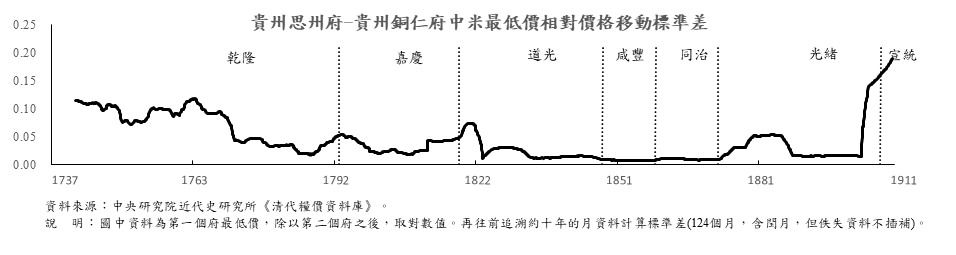 貴州思州府-貴州銅仁府中米最低價相對價格移動標準差
0.25
0.20
0.15
0.10
0.05
0.00
乾隆 嘉慶 道光 咸豐 同治 光緒 宣統
1737 1763 1792 1822 1851 1881 1911
資料來源：中央研究院近代史研究所《清代糧價資料庫》。
說 明：圖中資料為第一個府最低價，除以第二個府之後，取對數值。再往前追溯約十年的月資料計算標準差(124個月，含閏月，但佚失資料不插補)。